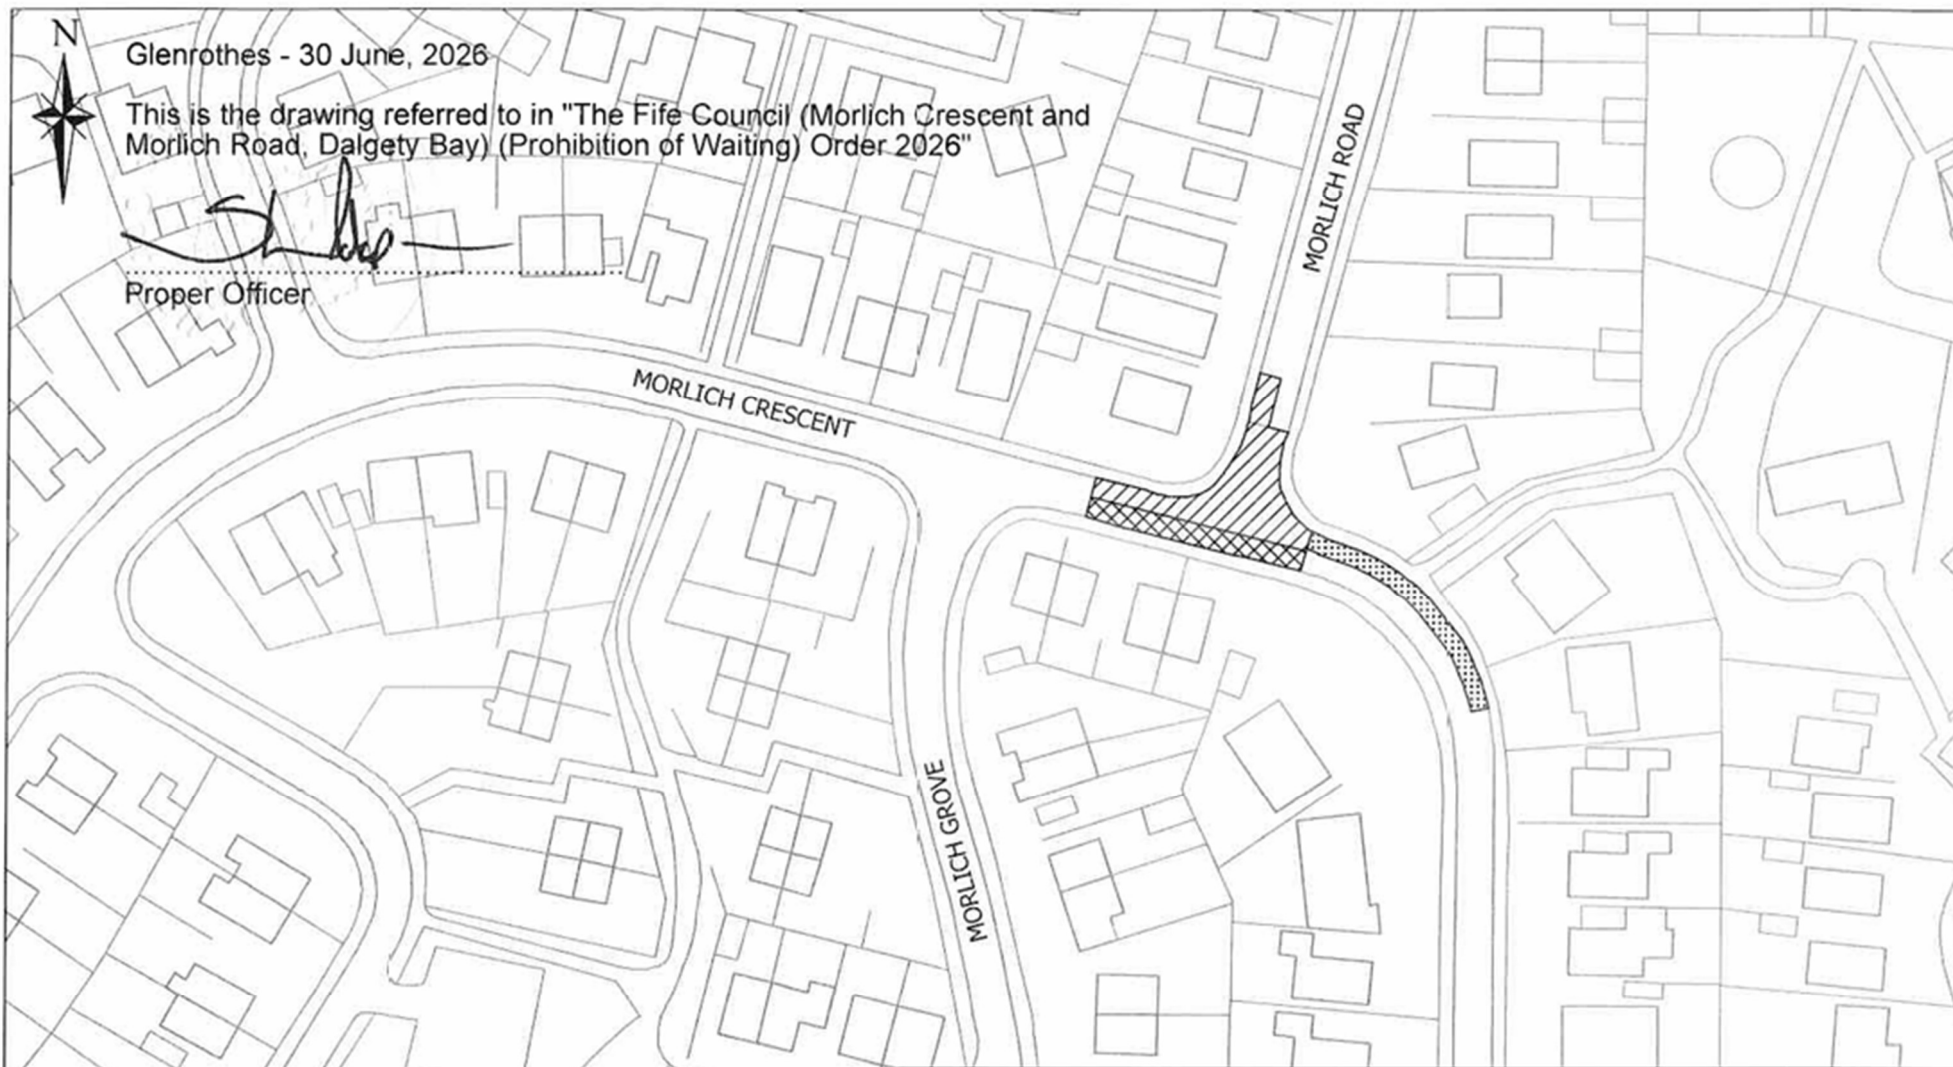 N
Glenrothes - 30 June, 2026
This is the drawing referred to in "The Fife Council (Morlich Crescent and
Morlich Road, Dalgety Bay) (Prohibition of Waiting) Order 2026"
Proper Officer
MORLICH ROAD
MORLICH CRESCENT
MORLICH GROVE